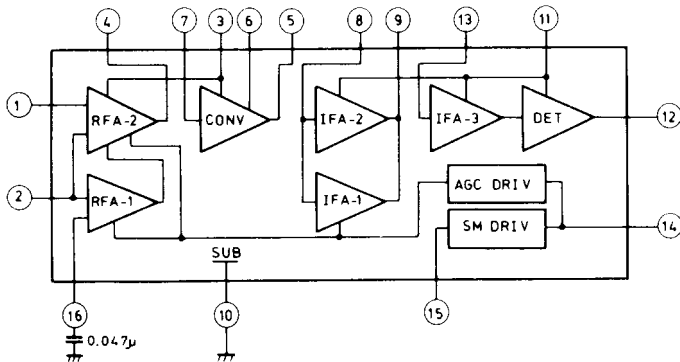 4 7 3 6 5 8 9 13 11
1
RFA-2 CONV IFA-2 IFA-3 DET
12
2
RFA-1 IFA-1 AGC DRIV
SM DRIV
14
SUB
16 10 15
0.047μ